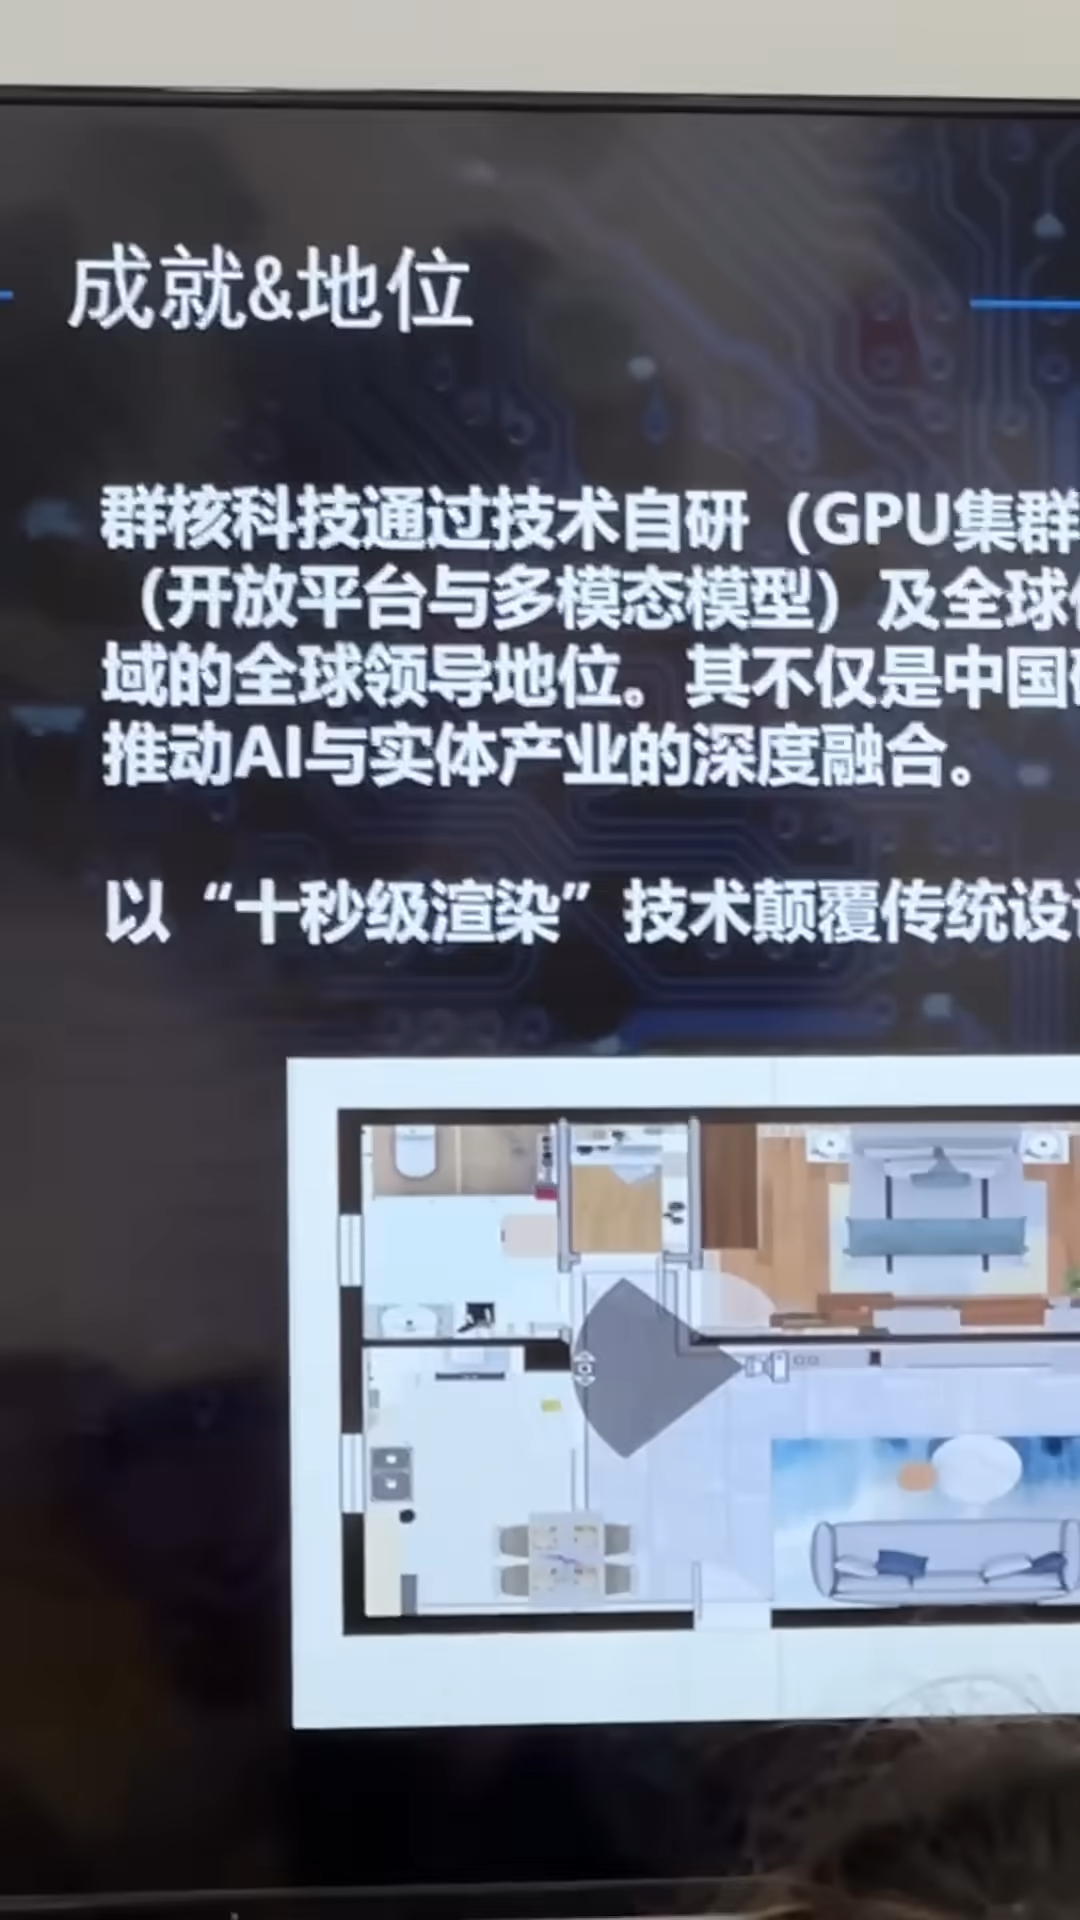 成就&地位
群核科技通过技术自研（GPU集群
（开放平台与多模态模型）及全球
域的全球领导地位。其不仅是中国
推动AI与实体产业的深度融合。
以“十秒级渲染”技术颠覆传统设